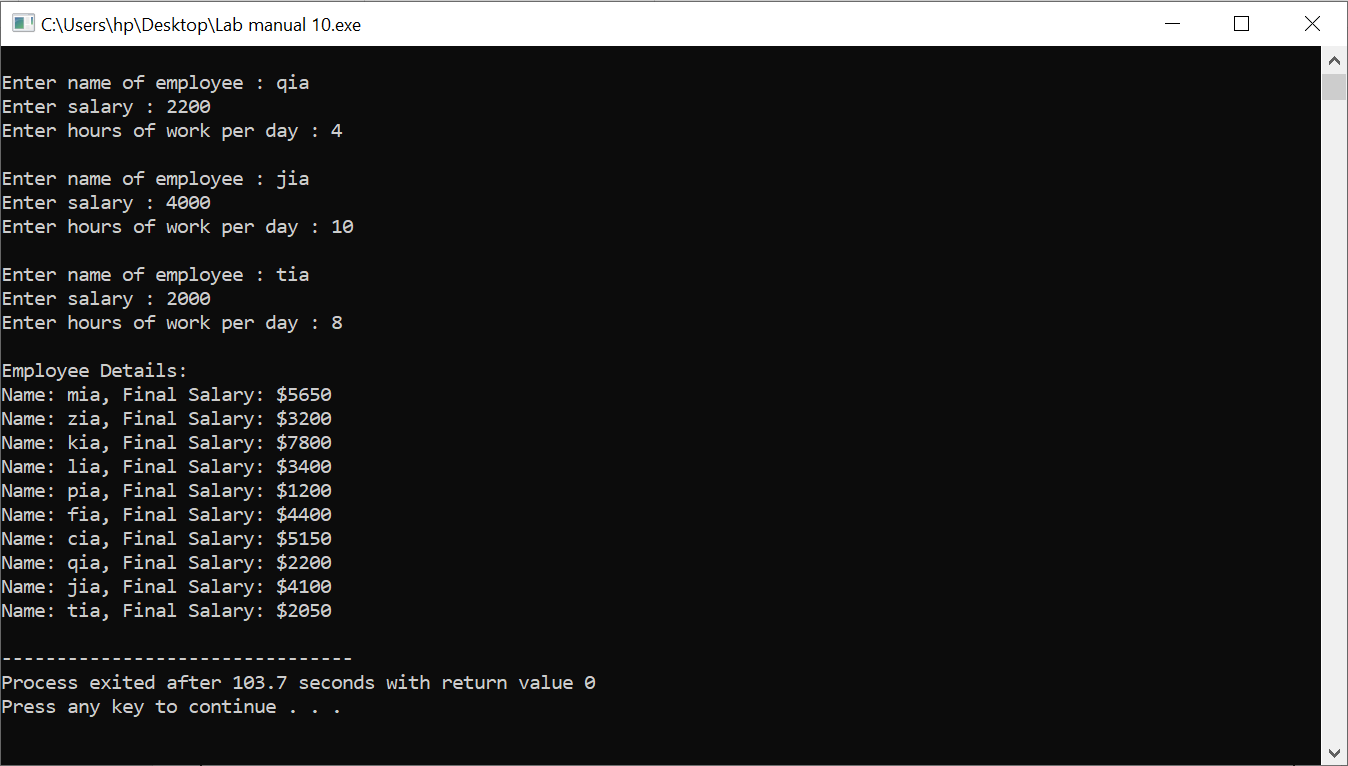 C:\Users\hp\Desktop\Lab manual 10.exe
Enter name of employee : qia
Enter salary : 2200
Enter hours of work per day : 4
Enter name of employee : jia
Enter salary : 4000
Enter hours of work per day : 10
Enter name of employee : tia
Enter salary : 2000
Enter hours of work per day : 8
Employee Details:
Name: mia, Final Salary: $5650
Name: zia, Final Salary: $3200
Name: kia, Final Salary: $7800
Name: lia, Final Salary: $3400
Name: pia, Final Salary: $1200
Name: fia, Final Salary: $4400
Name: cia, Final Salary: $5150
Name: qia, Final Salary: $2200
Name: jia, Final Salary: $4100
Name: tia, Final Salary: $2050
--------------------------------
Process exited after 103.7 seconds with return value 0
Press any key to continue . . .